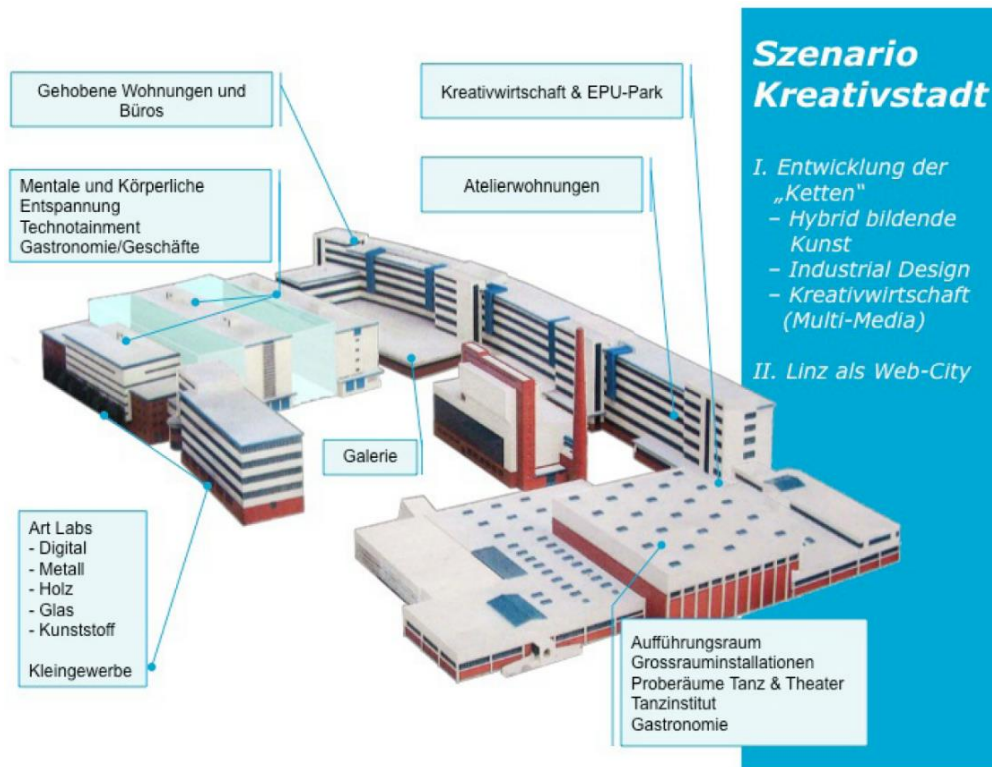 Szenario
Kreativstadt
I. Entwicklung der
„Ketten“
– Hybrid bildende
Kunst
– Industrial Design
– Kreativwirtschaft
(Multi-Media)
II. Linz als Web-City
Gehobene Wohnungen und
Büros
Kreativwirtschaft & EPU-Park
Mentale und Körperliche
Entspannung
Technotainment
Gastronomie/Geschäfte
Atelierwohnungen
Galerie
Art Labs
- Digital
- Metall
- Holz
- Glas
- Kunststoff
Kleingewerbe
Aufführungsraum
Grossrauminstallationen
Proberäume Tanz & Theater
Tanzinstitut
Gastronomie